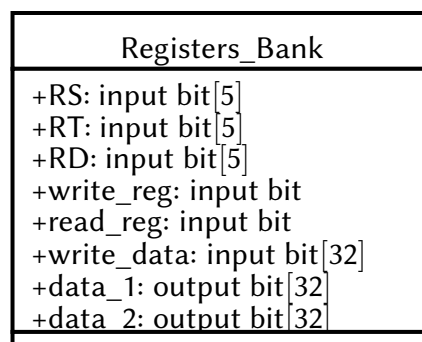 Registers_Bank
+RS: input bit[5]
+RT: input bit[5]
+RD: input bit[5]
+write_reg: input bit
+read_reg: input bit
+write_data: input bit[32]
+data_1: output bit[32]
+data_2: output bit[32]